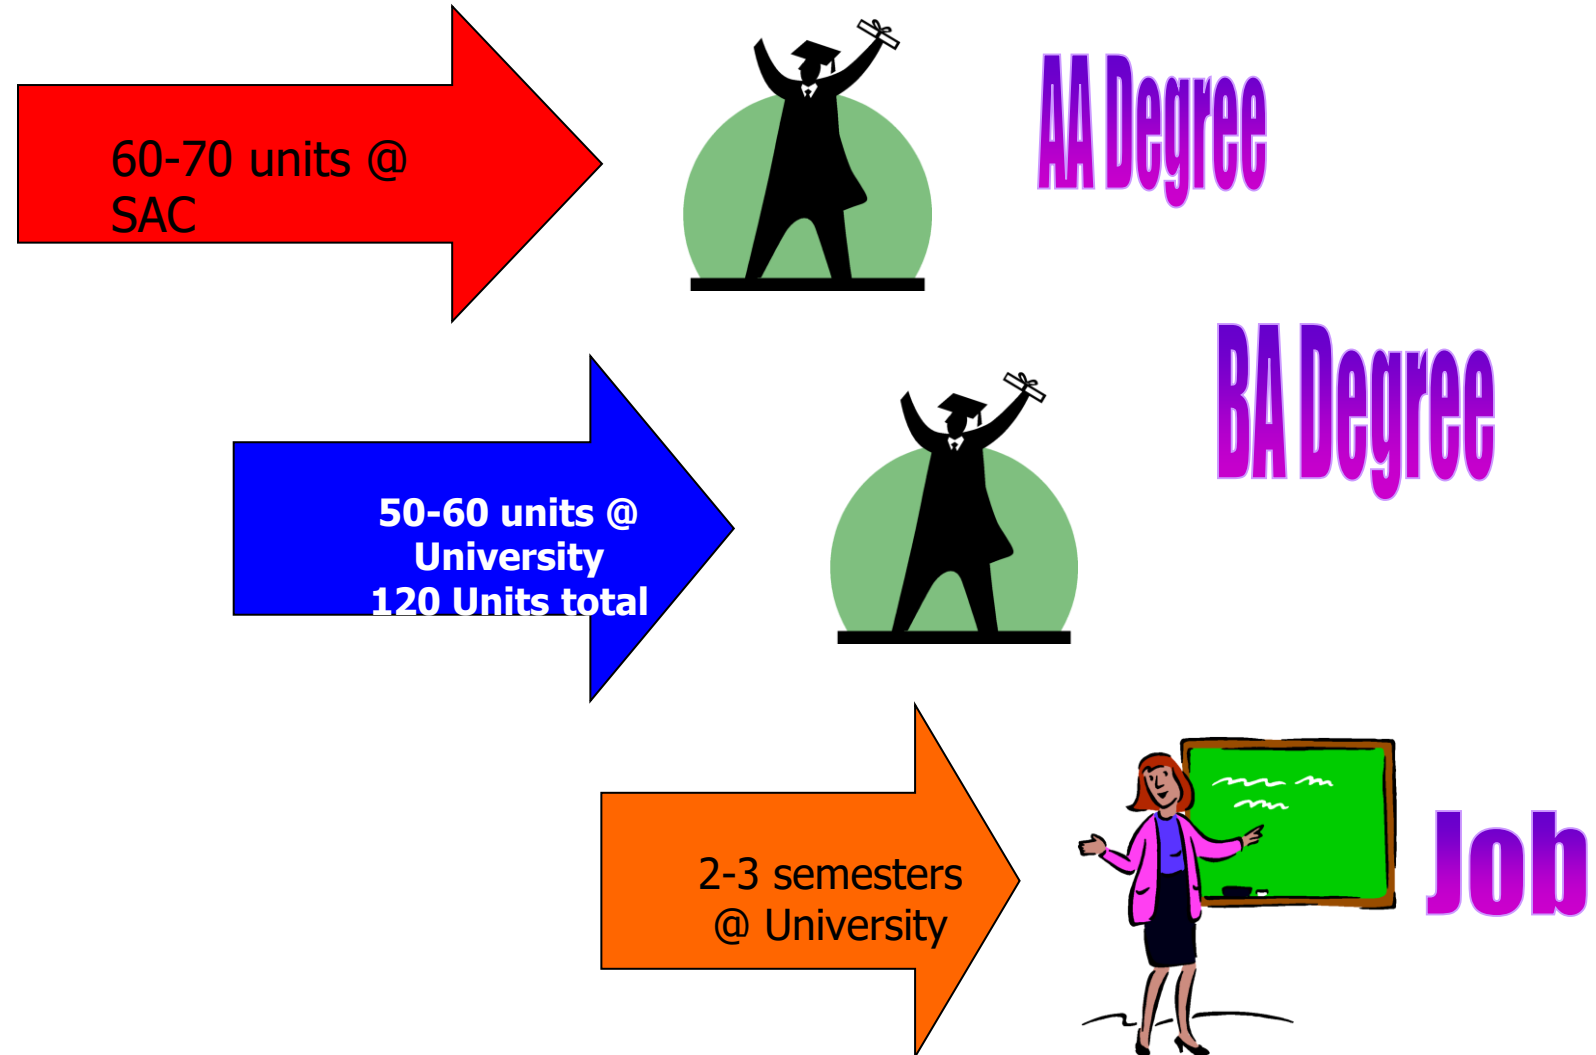 60-70 units @
SAC
AA Degree
BA Degree
50-60 units @
University
120 Units total
2-3 semesters
@ University
Job